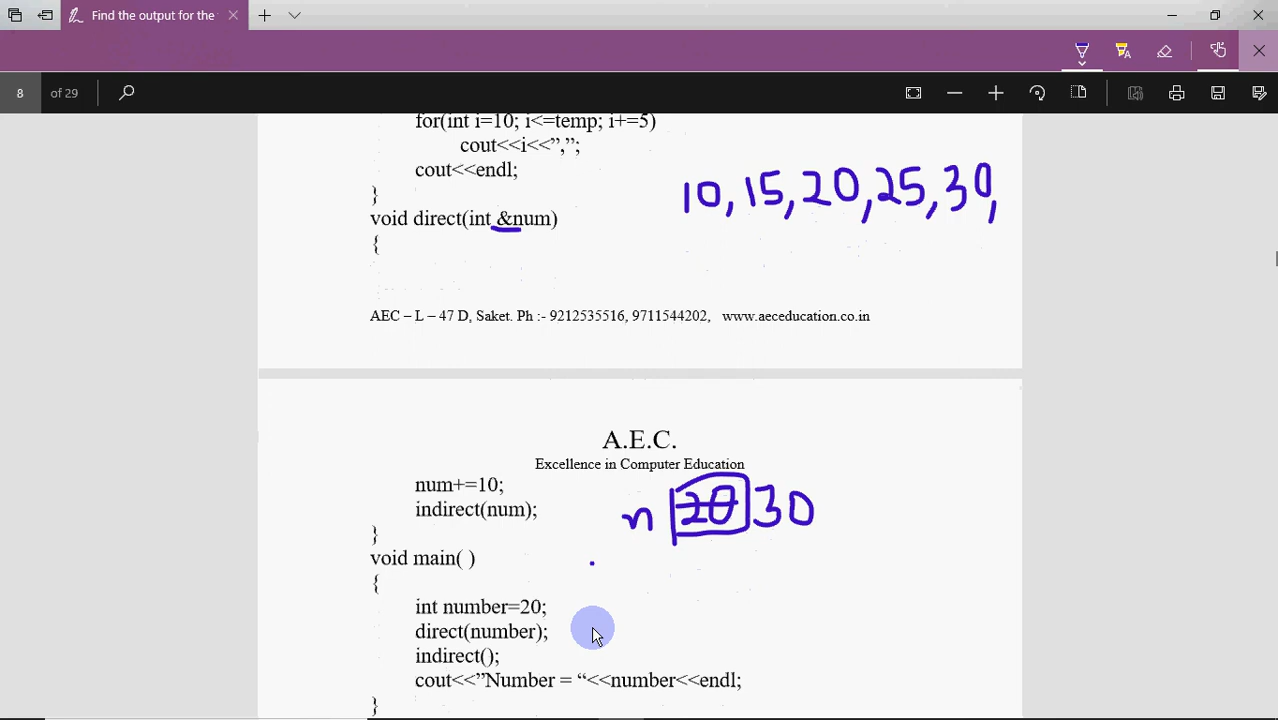 Find the output for the
8 of 29
for(int i=10; i<=temp; i+=5)
cout<<i<<”,”;
cout<<endl;
}
10,15,20,25,30,
void direct(int &num)
{
AEC – L – 47 D, Saket. Ph :- 9212535516, 9711544202, www.aeceducation.co.in
A.E.C.
Excellence in Computer Education
num+=10;
n 20 30
indirect(num);
}
void main( )
{
int number=20;
direct(number);
indirect();
cout<<”Number = “<<number<<endl;
}